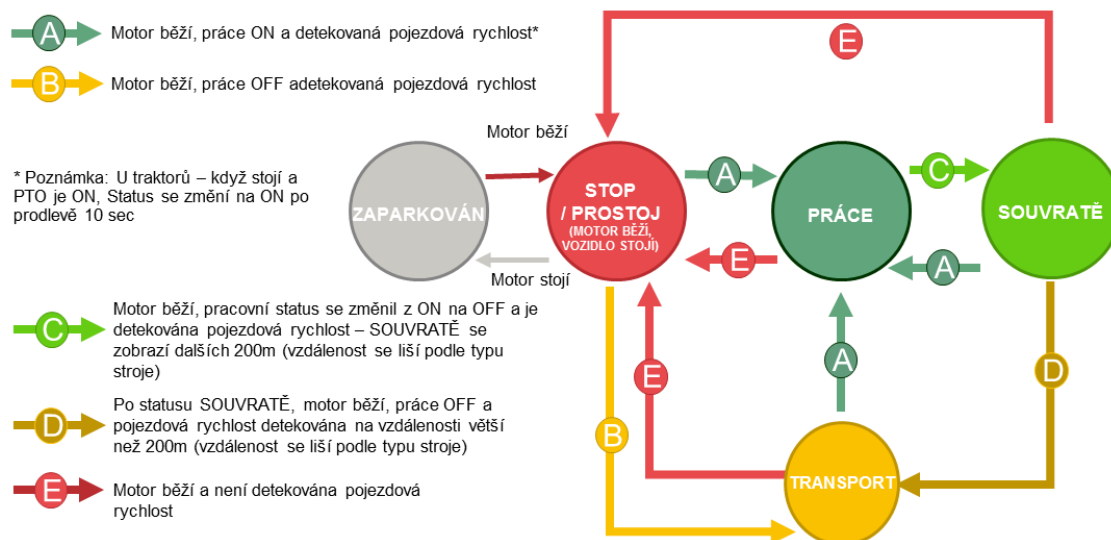 A Motor běží, práce ON a detekovaná pojezdová rychlost*
B Motor běží, práce OFF adetekovaná pojezdová rychlost
* Poznámka: U traktorů – když stojí a
PTO je ON, Status se změní na ON po
prodlevě 10 sec
C Motor běží, pracovní status se změnil z ON na OFF a je
detekována pojezdová rychlost – SOUVRATĚ se
zobrazí dalších 200m (vzdálenost se liší podle typu
stroje)
D Po statusu SOUVRATĚ, motor běží, práce OFF a
pojezdová rychlost detekována na vzdálenosti větší
než 200m (vzdálenost se liší podle typu stroje)
E Motor běží a není detekována pojezdová
rychlost
E
Motor běží
ZAPARKOVÁN
STOP
/ PROSTOJ
(MOTOR BĚŽÍ,
VOZIDLO STOJÍ)
Motor stojí
A
E
PRÁCE
C
A
SOUVRATĚ
B
E
A
D
TRANSPORT